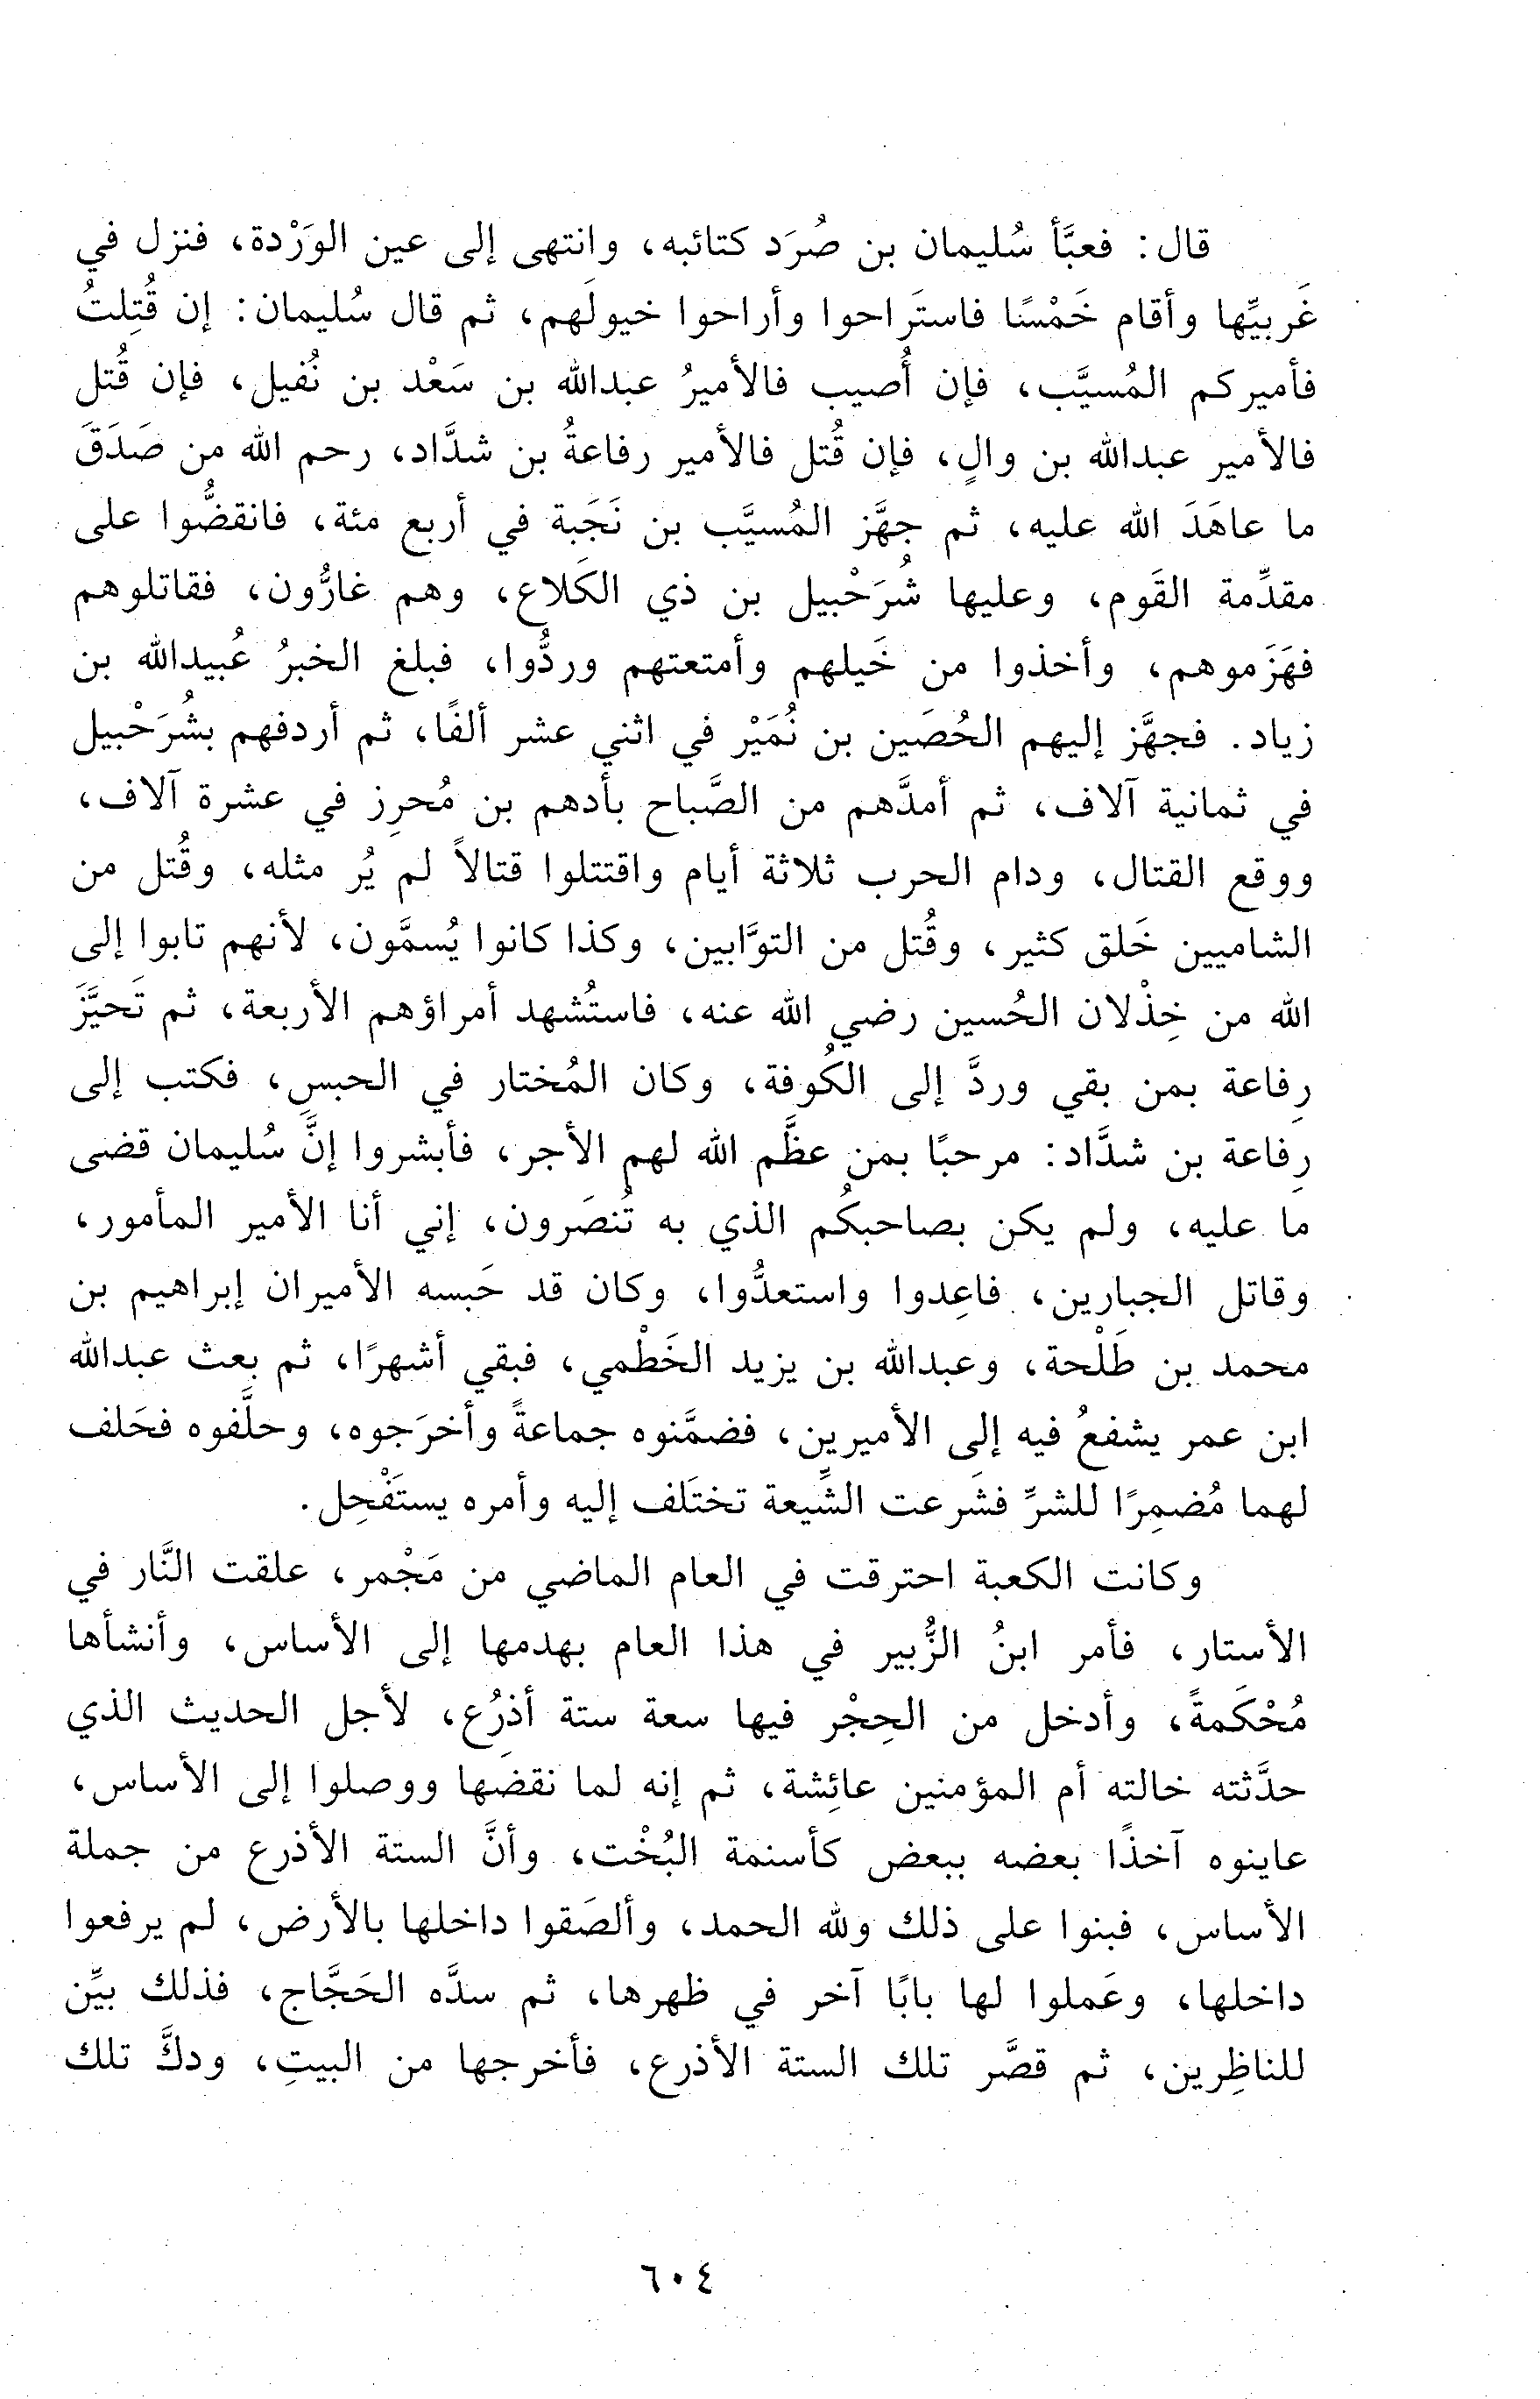 قال: فعبَّأ سُليمان بن صُرَد كتائبه، وانتهى إلى عين الوَرْدة، فنزل في
غَربيِّها وأقام خَمْسًا فاستَراحوا وأراحوا خيولَهم، ثم قال سُليمان: إن قُتِلتُ
فأميركم المُسيَّب، فإن أُصيب فالأميرُ عبدالله بن سَعْد بن نُفيل، فإن قُتل
فالأمير عبدالله بن والٍ، فإن قُتل فالأمير رفاعةُ بن شدَّاد، رحم الله من صَدَقَ
ما عاهَدَ الله عليه، ثم جهَّز المُسيَّب بن نَجَبة في أربع مئة، فانقضُّوا على
مقدِّمة القَوم، وعليها شُرَحْبيل بن ذي الكَلاع، وهم غارُّون، فقاتلوهم
فهَزَموهم، وأخذوا من خَيلهم وأمتعتهم وردُّوا، فبلغ الخبرُ عُبيدالله بن
زياد. فجهَّز إليهم الحُصَين بن نُمَيْر في اثني عشر ألفًا، ثم أردفهم بشُرَحْبيل
في ثمانية آلاف، ثم أمدَّهم من الصَّباح بأدهم بن مُحرِز في عشرة آلاف،
ووقع القتال، ودام الحرب ثلاثة أيام واقتتلوا قتالاً لم يُر مثله، وقُتل من
الشاميين خَلق كثير، وقُتل من التوَّابين، وكذا كانوا يُسمَّون، لأنهم تابوا إلى
الله من خِذْلان الحُسين رضي الله عنه، فاستُشهد أمراؤهم الأربعة، ثم تَحيَّزَ
رِفاعة بمن بقي وردَّ إلى الكُوفة، وكان المُختار في الحبسِ، فكتب إلى
رِفاعة بن شدَّاد: مرحبًا بمن عظَّم الله لهم الأجر، فأبشروا إنَّ سُليمان قضى
ما عليه، ولم يكن بصاحبكُم الذي به تُنصَرون، إني أنا الأمير المأمور،
وقاتل الجبارين، فاعِدوا واستعدُّوا، وكان قد حَبسه الأميران إبراهيم بن
محمد بن طَلْحة، وعبدالله بن يزيد الخَطْمي، فبقي أشهرًا، ثم بعث عبدالله
ابن عمر يشفعُ فيه إلى الأميرين، فضمَّنوه جماعةً وأخرَجوه، وحلَّفوه فحَلف
لهما مُضمِرًا للشرِّ فشَرعت الشِّيعة تختَلف إليه وأمره يستَفْحِل.
وكانت الكعبة احترقت في العام الماضي من مَجْمر، علقت النَّار في
الأستار، فأمر ابنُ الزُّبير في هذا العام بهدمها إلى الأساس، وأنشأها
مُحْكَمةً، وأدخل من الحِجْر فيها سعة ستة أذرُع، لأجل الحديث الذي
حدَّثته خالته أم المؤمنين عائِشة، ثم إنه لما نقضَها ووصلوا إلى الأساس،
عاينوه آخذًا بعضه ببعض كأسنمة البُخْت، وأنَّ الستة الأذرع من جملة
الأساس، فبنوا على ذلك ولله الحمد، وألصَقوا داخلها بالأرض، لم يرفعوا
داخلها، وعَملوا لها بابًا آخر في ظهرها، ثم سدَّه الحَجَّاج، فذلك بيِّن
للناظِرين، ثم قصَّر تلك الستة الأذرع، فأخرجها من البيتِ، ودكَّ تلك
٦٠٤